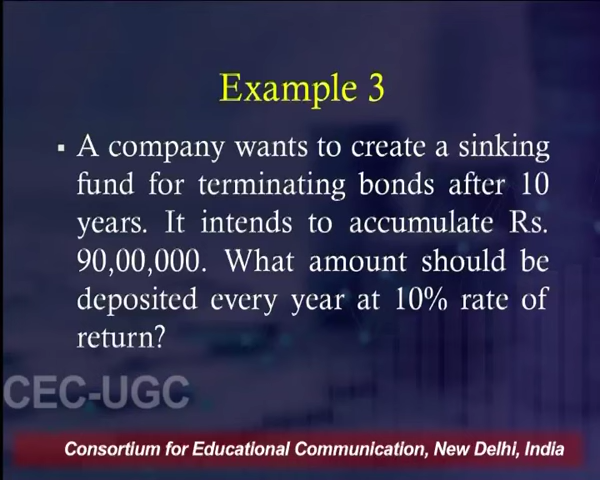 Example 3
▪ A company wants to create a sinking
fund for terminating bonds after 10
years. It intends to accumulate Rs.
90,00,000. What amount should be
deposited every year at 10% rate of
return?
CEC-UGC
Consortium for Educational Communication, New Delhi, India